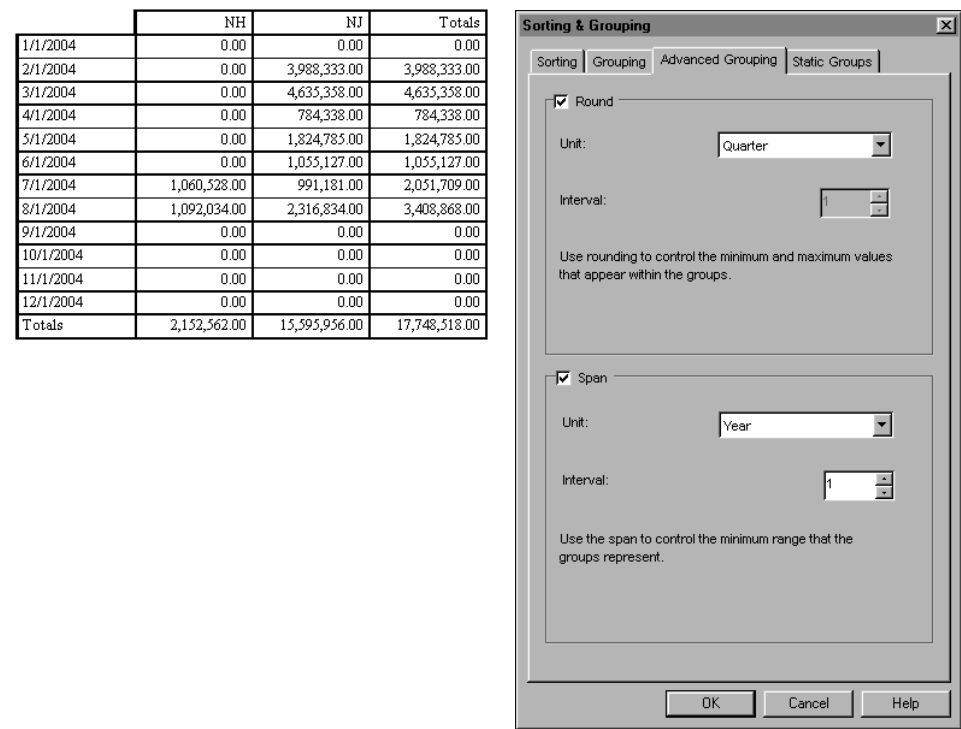 NH NJ Totals
1/1/2004 0.00 0.00 0.00
2/1/2004 0.00 3,988,333.00 3,988,333.00
3/1/2004 0.00 4,635,358.00 4,635,358.00
4/1/2004 0.00 784,338.00 784,338.00
5/1/2004 0.00 1,824,785.00 1,824,785.00
6/1/2004 0.00 1,055,127.00 1,055,127.00
7/1/2004 1,060,528.00 991,181.00 2,051,709.00
8/1/2004 1,092,034.00 2,316,834.00 3,408,868.00
9/1/2004 0.00 0.00 0.00
10/1/2004 0.00 0.00 0.00
11/1/2004 0.00 0.00 0.00
12/1/2004 0.00 0.00 0.00
Totals 2,152,562.00 15,595,956.00 17,748,518.00
Sorting & Grouping
Sorting Grouping Advanced Grouping Static Groups
Round
Unit: Quarter
Interval: 1
Use rounding to control the minimum and maximum values
that appear within the groups.
Span
Unit: Year
Interval: 1
Use the span to control the minimum range that the
groups represent.
OK Cancel Help